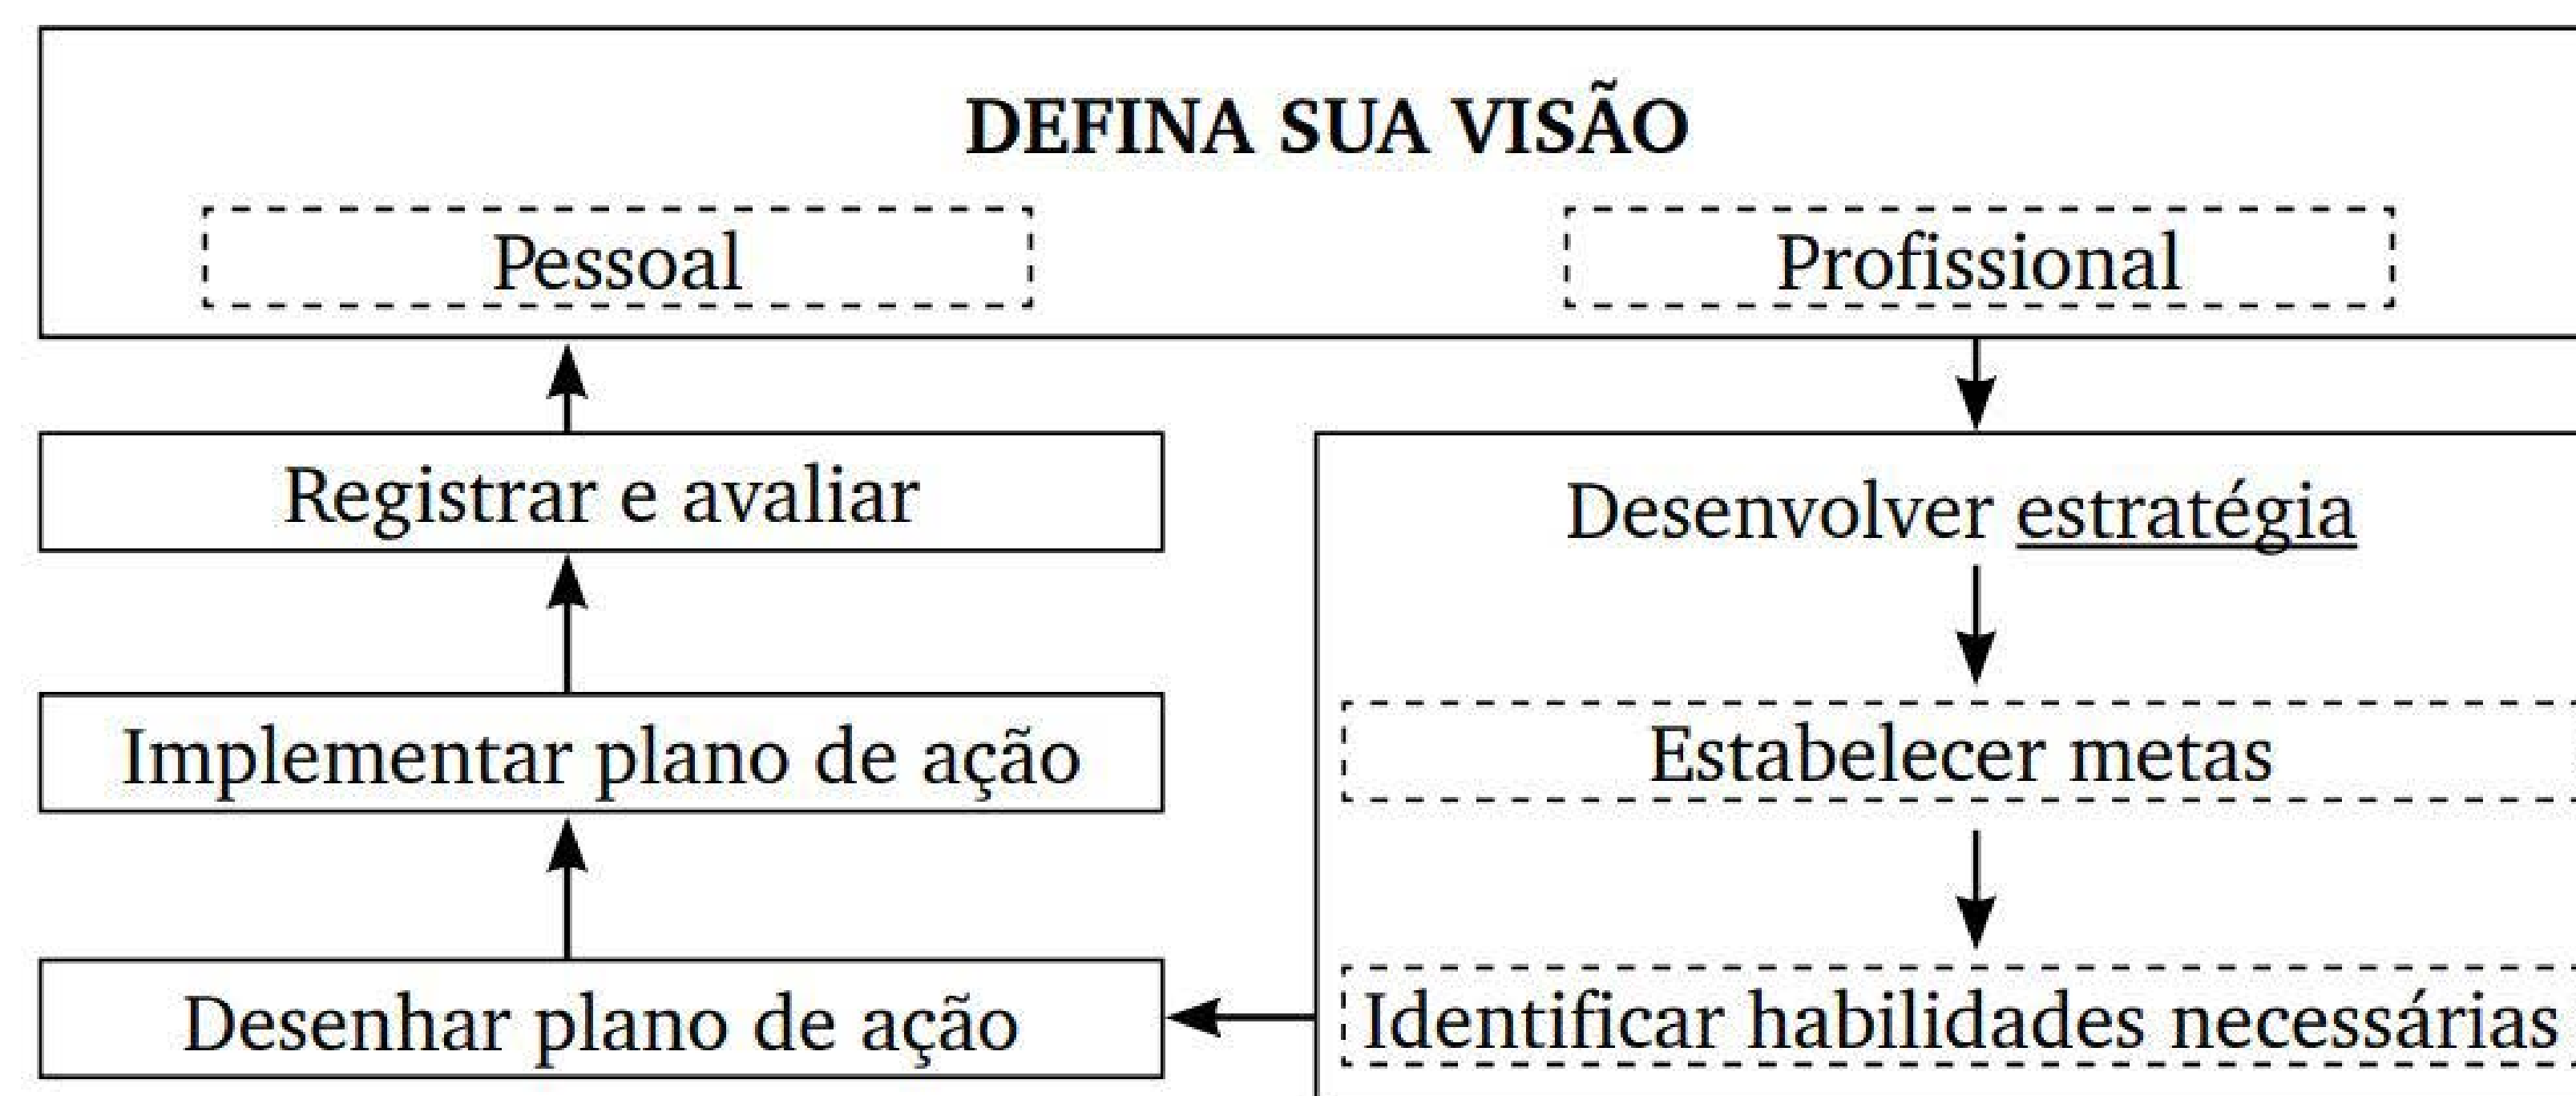 DEFINA SUA VISÃO
Pessoal
Profissional
Registrar e avaliar
Desenvolver estratégia
Implementar plano de ação
Estabelecer metas
Desenhar plano de ação
Identificar habilidades necessárias